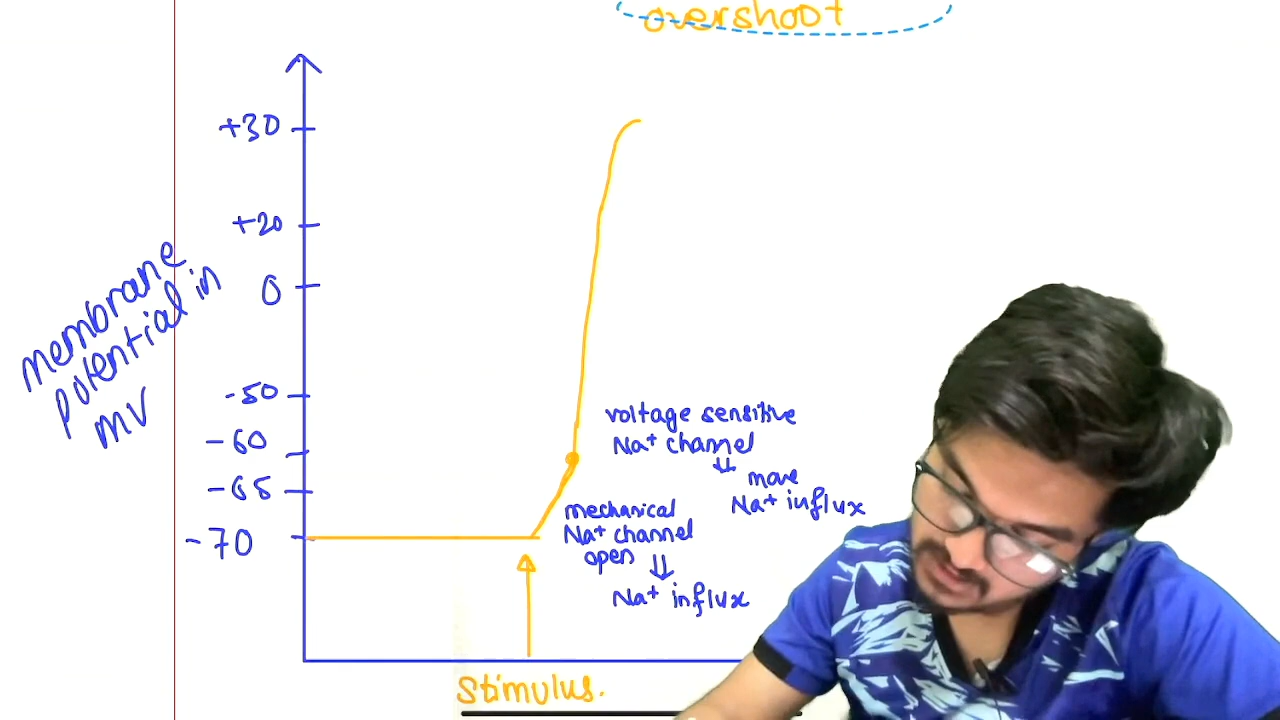 overshoot
+30
+20
0
-50
-60
-65
-70
membrane
potential in
mV
voltage sensitive
Na+ channel
⇓
more
Na+ influx
mechanical
Na+ channel
open
⇓
Na+ influx
Stimulus.